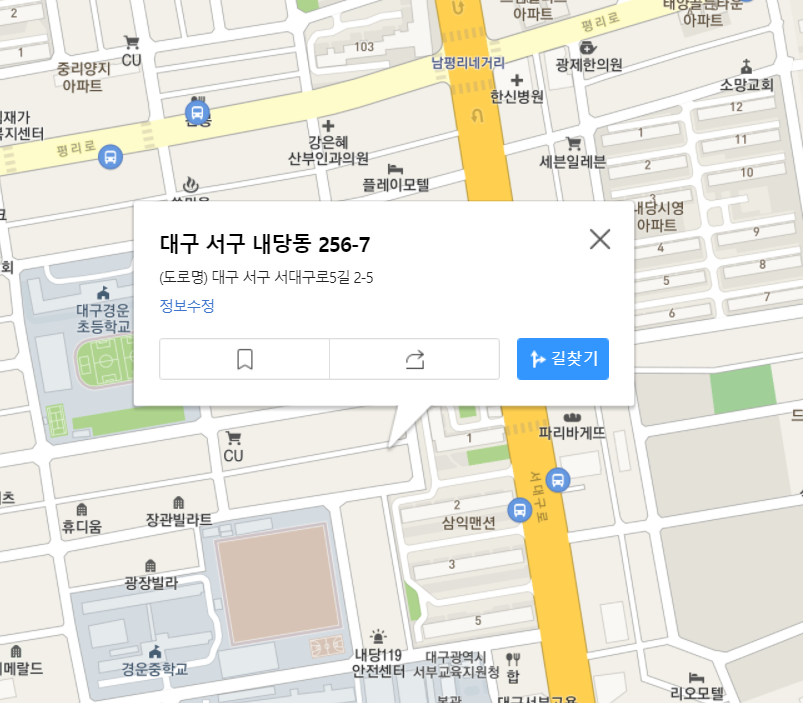 2
1
CU
중리양지
아파트
103
남평리네거리
아파트
평리로
광제한의원
아파트
한신병원
소망교회
지센터
평리로
강은혜
산부인과의원
플레이모텔
세븐일레븐
12
11
10
1
2
3
내당시영
아파트
4
5
6
9
8
7
대구 서구 내당동 256-7
(도로명) 대구 서구 서대구로5길 2-5
정보수정
길찾기
대구경운
초등학교
CU
1
파리바게뜨
서대구로
휴디움
장관빌라트
2
삼익맨션
3
광장빌라
5
경운중학교
내당119
안전센터
대구광역시
서부교육지원청
합
메랄드
리오모텔